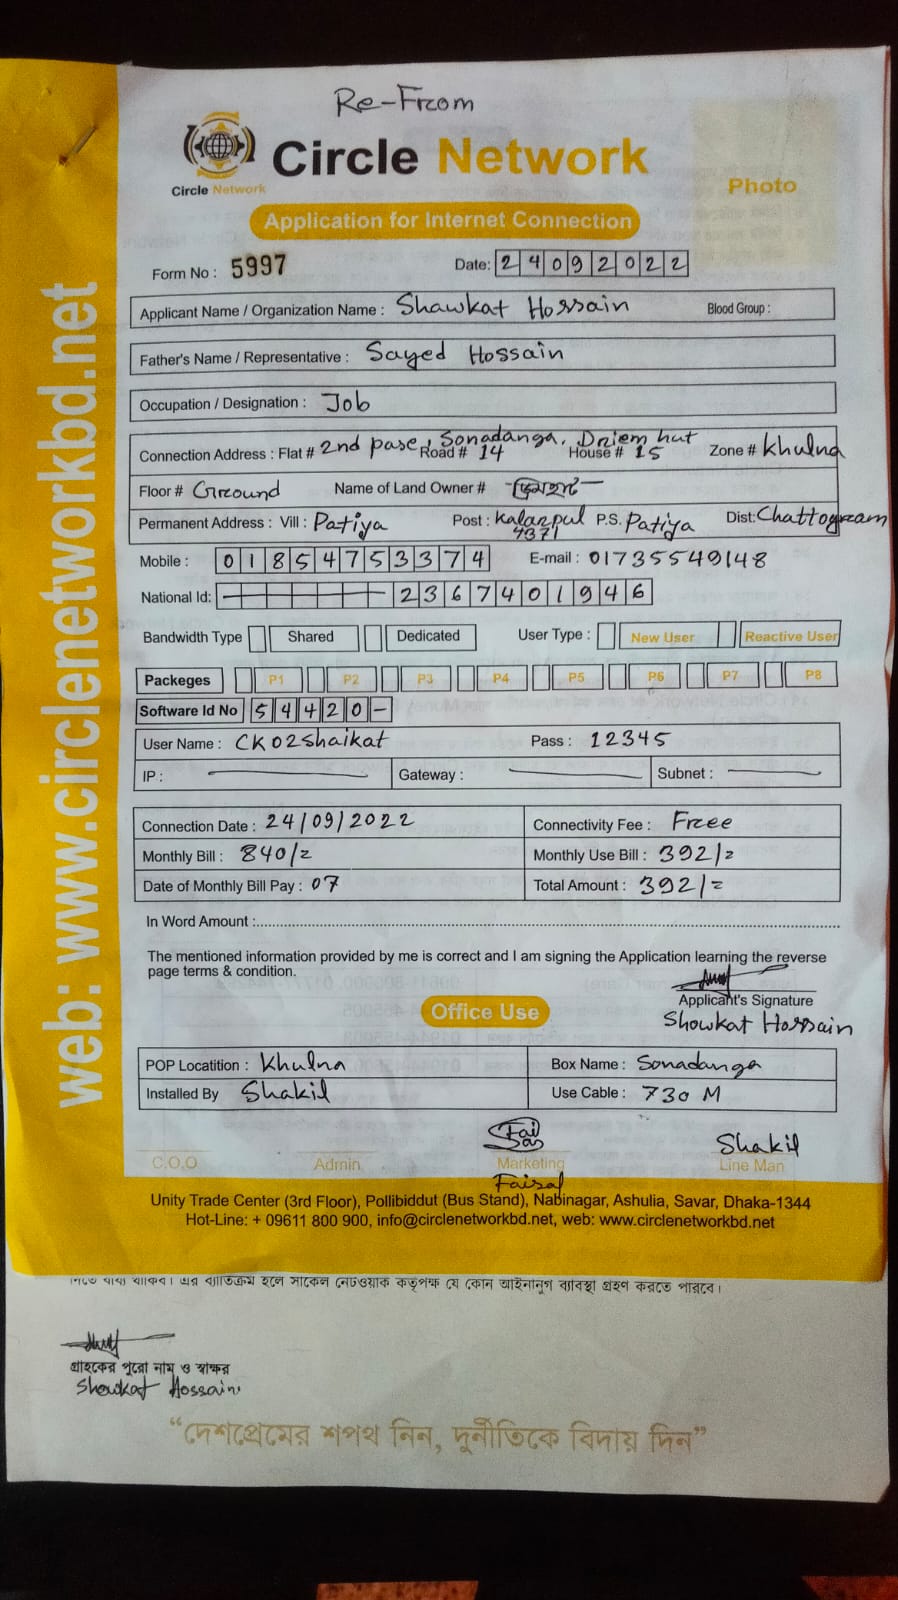 Re-From
Circle Network
Circle Network
Photo
Application for Internet Connection
Form No : 5997 Date: 24092022
Applicant Name / Organization Name : Shawkat Hossain Blood Group :
Father's Name / Representative : Sayed Hossain
Occupation / Designation : Job
Connection Address : Flat # 2nd pase, Sonadanga, Road # 14 House # 15 Zone # Khulna
Floor # Ground Name of Land Owner #
Permanent Address : Vill : Patiya Post : Kalarpul 4371 P.S. Patiya Dist: Chattogram
Mobile : 01854753374 E-mail : 01735549148
National Id: 2367401946
Bandwidth Type Shared Dedicated User Type : New User Reactive User
Packeges P1 P2 P3 P4 P5 P6 P7 P8
Software Id No 54420-
User Name : CK02Shaikat Pass : 12345
IP : Gateway : Subnet :
Connection Date : 24/09/2022 Connectivity Fee : Free
Monthly Bill : 840/= Monthly Use Bill : 392/=
Date of Monthly Bill Pay : 07 Total Amount : 392/=
In Word Amount :
The mentioned information provided by me is correct and I am signing the Application learning the reverse
page terms & condition.
Applicant's Signature
Showkat Hossain
Office Use
POP Locatition : Khulna Box Name : Sonadanga
Installed By Shakil Use Cable : 730 M
Shakil
C.O.O Admin Marketing Line Man
Faisal
Unity Trade Center (3rd Floor), Pollibiddut (Bus Stand), Nabinagar, Ashulia, Savar, Dhaka-1344
Hot-Line: + 09611 800 900, info@circlenetworkbd.net, web: www.circlenetworkbd.net
web: www.circlenetworkbd.net
এর ব্যতিক্রম হলে সার্কেল নেটওয়ার্ক কর্তৃপক্ষ যে কোন আইনানুগ ব্যাবস্থা গ্রহণ করতে পারবে।
গ্রাহকের পুরো নাম ও স্বাক্ষর
Showkat Hossain
“দেশপ্রেমের শপথ নিন, দুর্নীতিকে বিদায় দিন”